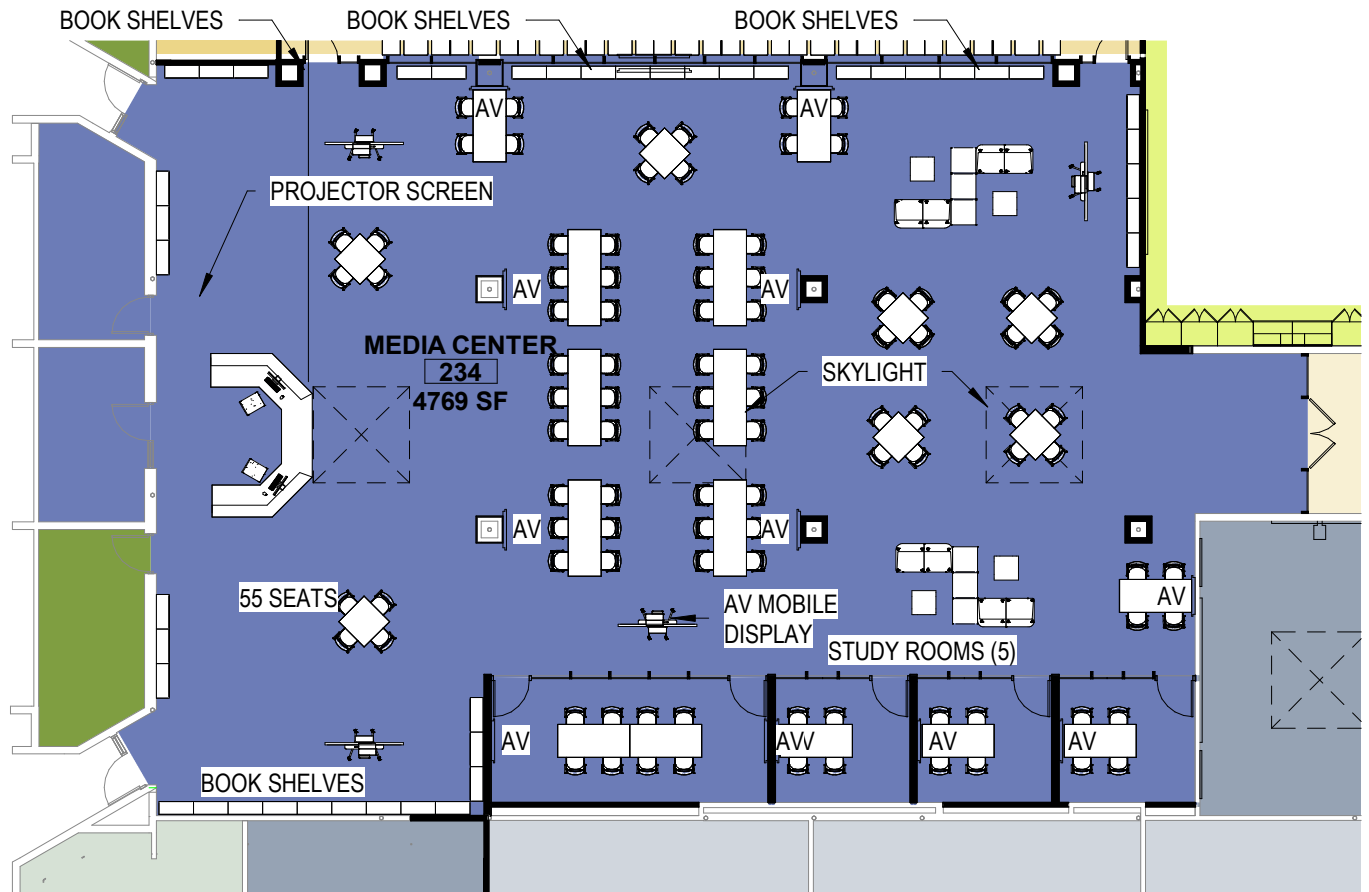 BOOK SHELVES
BOOK SHELVES
BOOK SHELVES
AV
AV
PROJECTOR SCREEN
AV
AV
MEDIA CENTER
234
4769 SF
SKYLIGHT
AV
AV
55 SEATS
AV MOBILE
DISPLAY
AV
STUDY ROOMS (5)
AV
AV
AV
AV
BOOK SHELVES